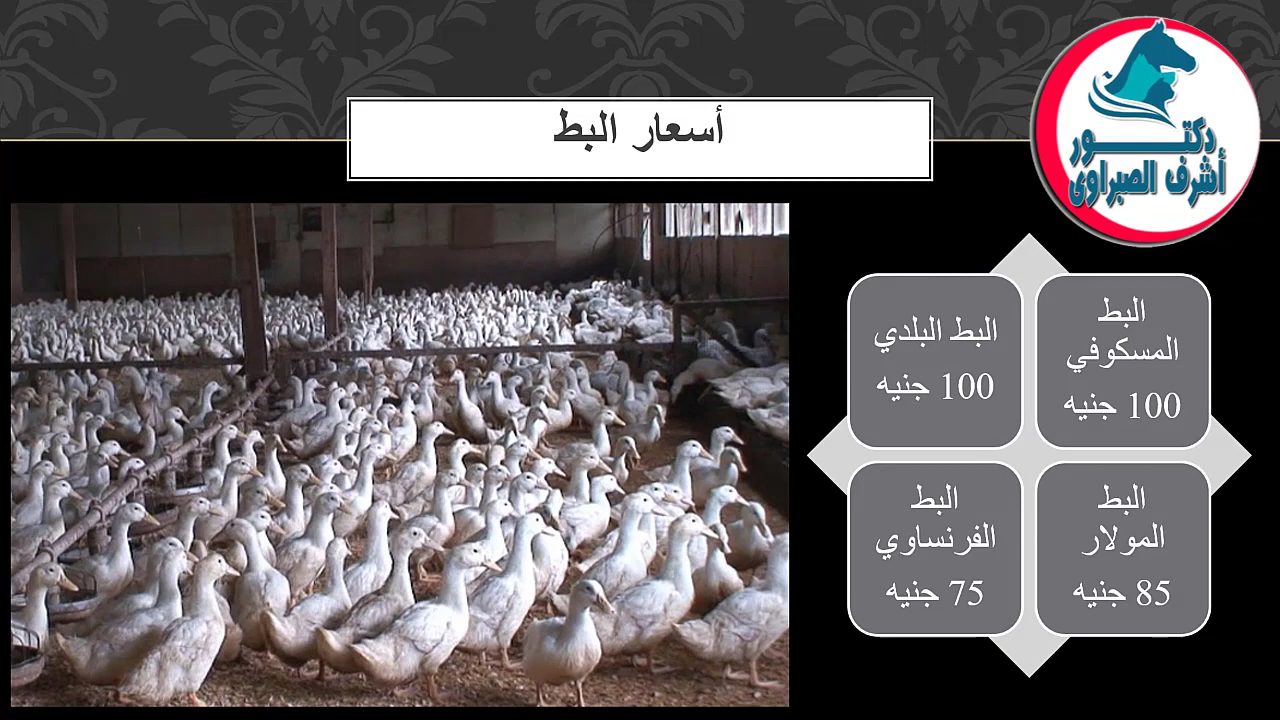 أسعار البط
دكتور
أشرف الصبراوى
البط
المسكوفي
100 جنيه
البط البلدي
100 جنيه
البط
المولار
85 جنيه
البط
الفرنساوي
75 جنيه